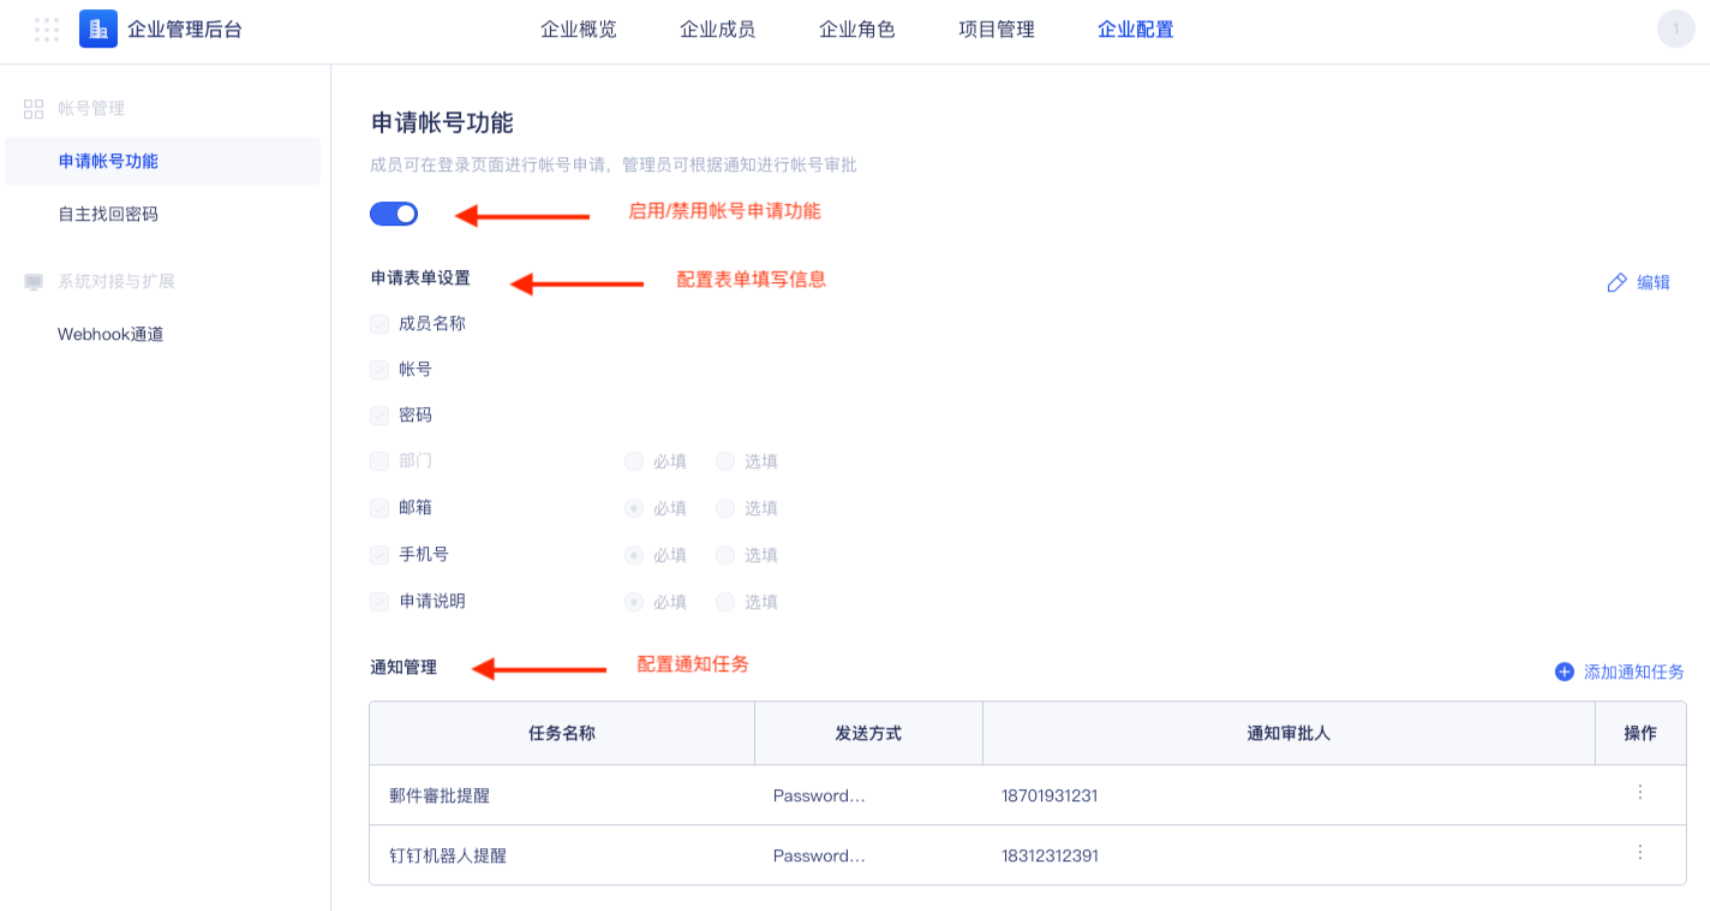 企业管理后台 企业概览 企业成员 企业角色 项目管理 企业配置 1
帐号管理
申请帐号功能
自主找回密码
系统对接与扩展
Webhook通道
申请帐号功能
成员可在登录页面进行帐号申请，管理员可根据通知进行帐号审批
启用/禁用帐号申请功能
申请表单设置 配置表单填写信息 编辑
成员名称
帐号
密码
部门 必填 选填
邮箱 必填 选填
手机号 必填 选填
申请说明 必填 选填
通知管理 配置通知任务 添加通知任务
任务名称 发送方式 通知审批人 操作
郵件審批提醒 Password... 18701931231
钉钉机器人提醒 Password... 18312312391